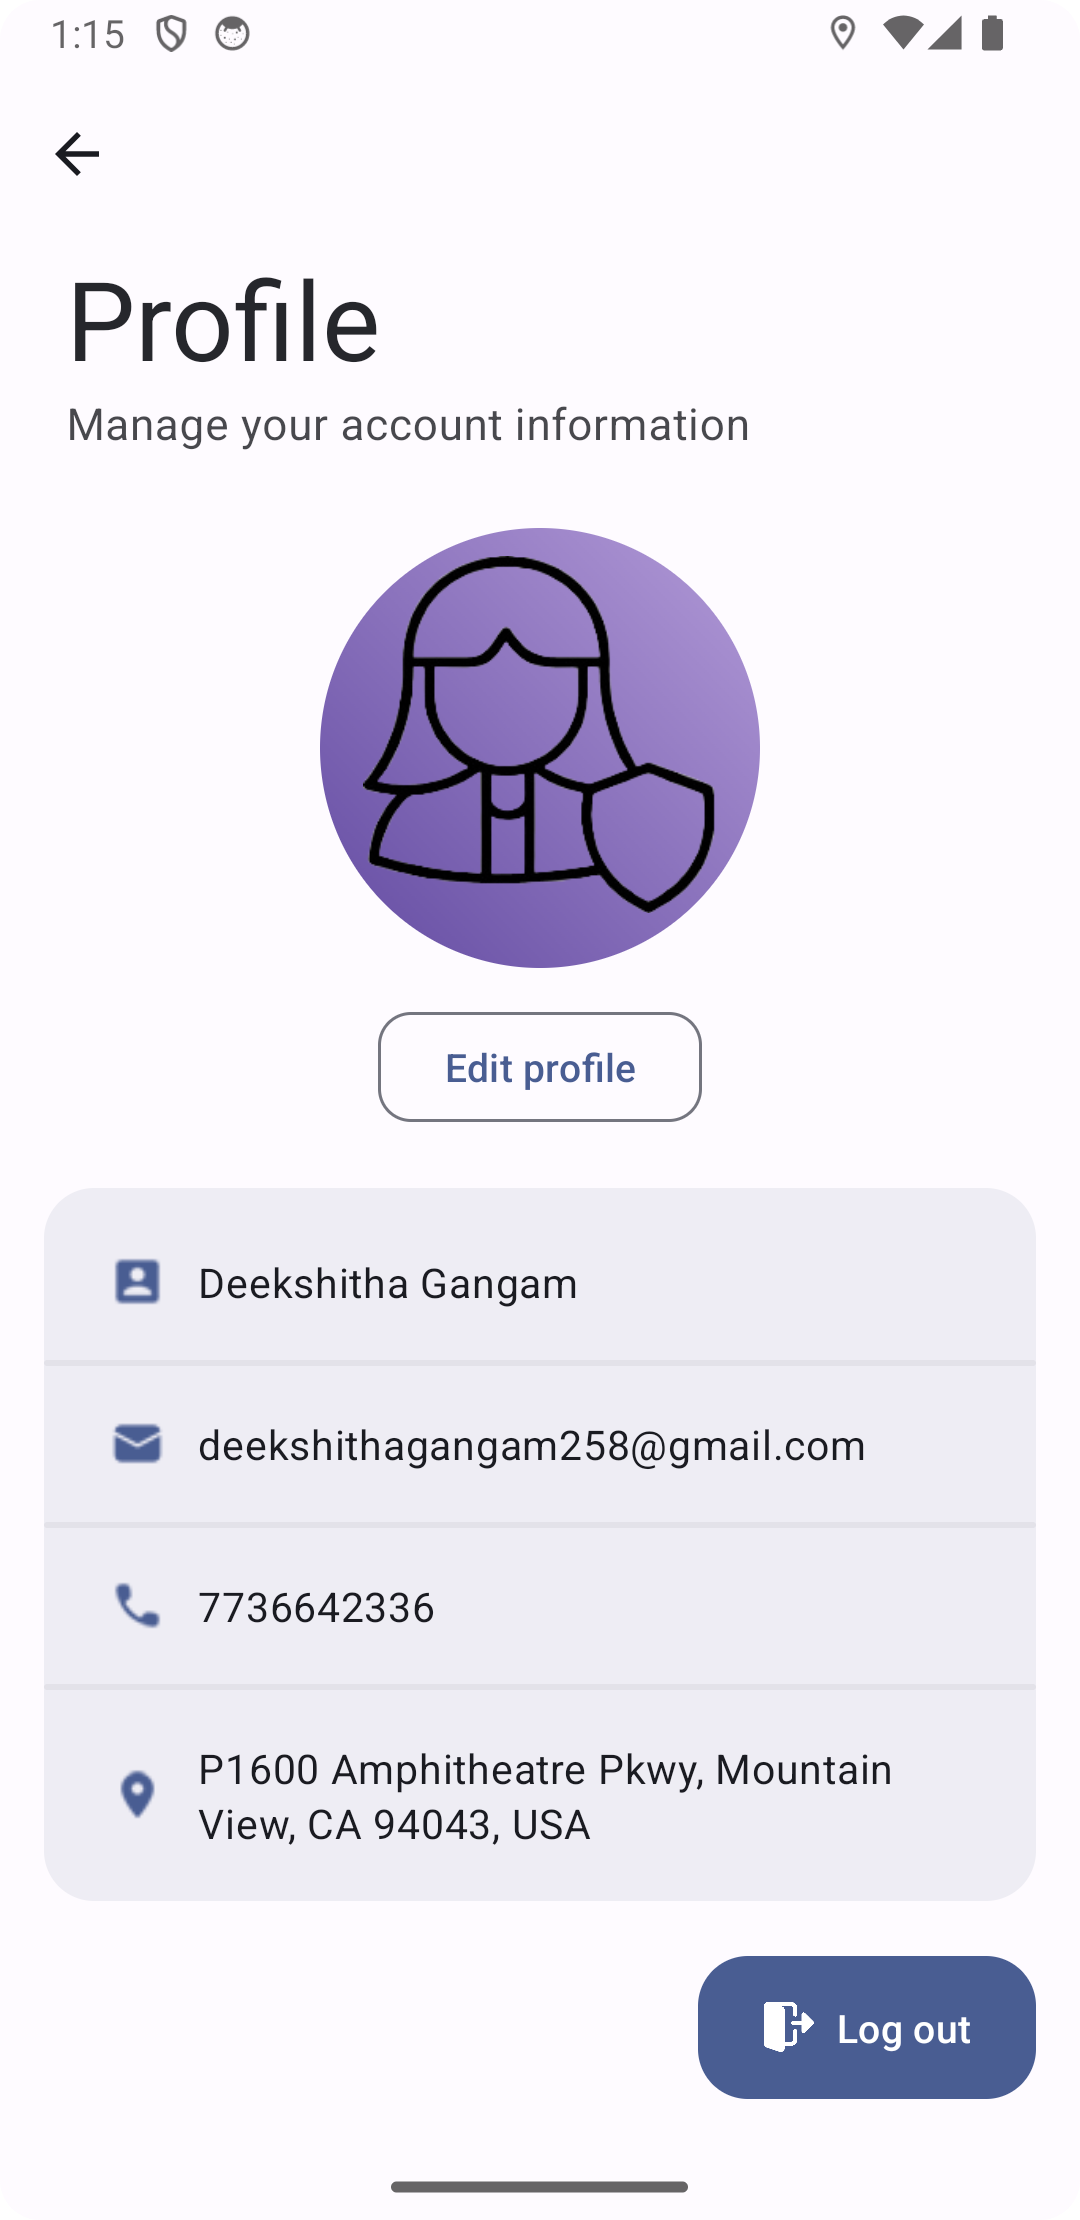 1:15
Profile
Manage your account information
Edit profile
Deekshitha Gangam
deekshithagangam258@gmail.com
7736642336
P1600 Amphitheatre Pkwy, Mountain
View, CA 94043, USA
Log out